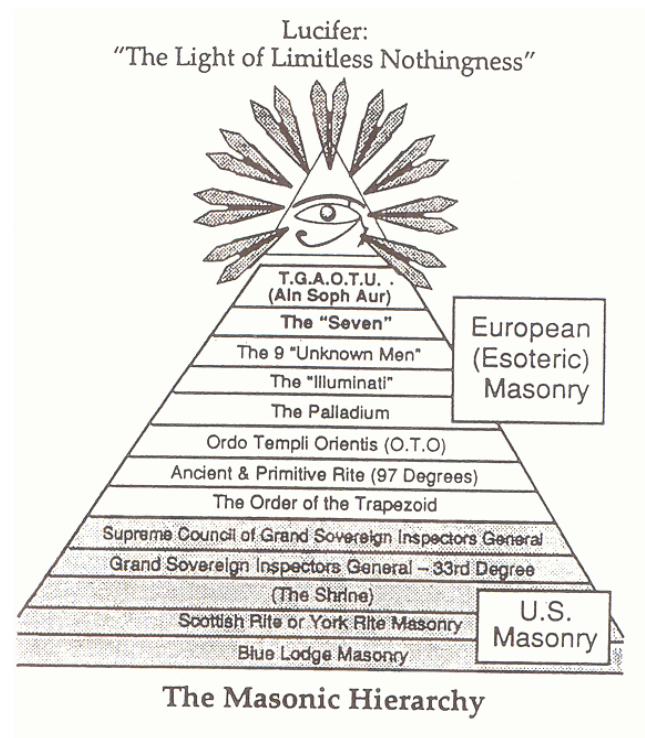 Lucifer:
"The Light of Limitless Nothingness"
T.G.A.O.T.U. .
(Ain Soph Aur)
The "Seven"
The 9 "Unknown Men"
The "Illuminati"
The Palladium
Ordo Templi Orientis (O.T.O)
Ancient & Primitive Rite (97 Degrees)
The Order of the Trapezoid
Supreme Council of Grand Sovereign Inspectors General
Grand Sovereign Inspectors General – 33rd Degree
(The Shrine)
Scottish Rite or York Rite Masonry
Blue Lodge Masonry
European
(Esoteric)
Masonry
U.S.
Masonry
The Masonic Hierarchy